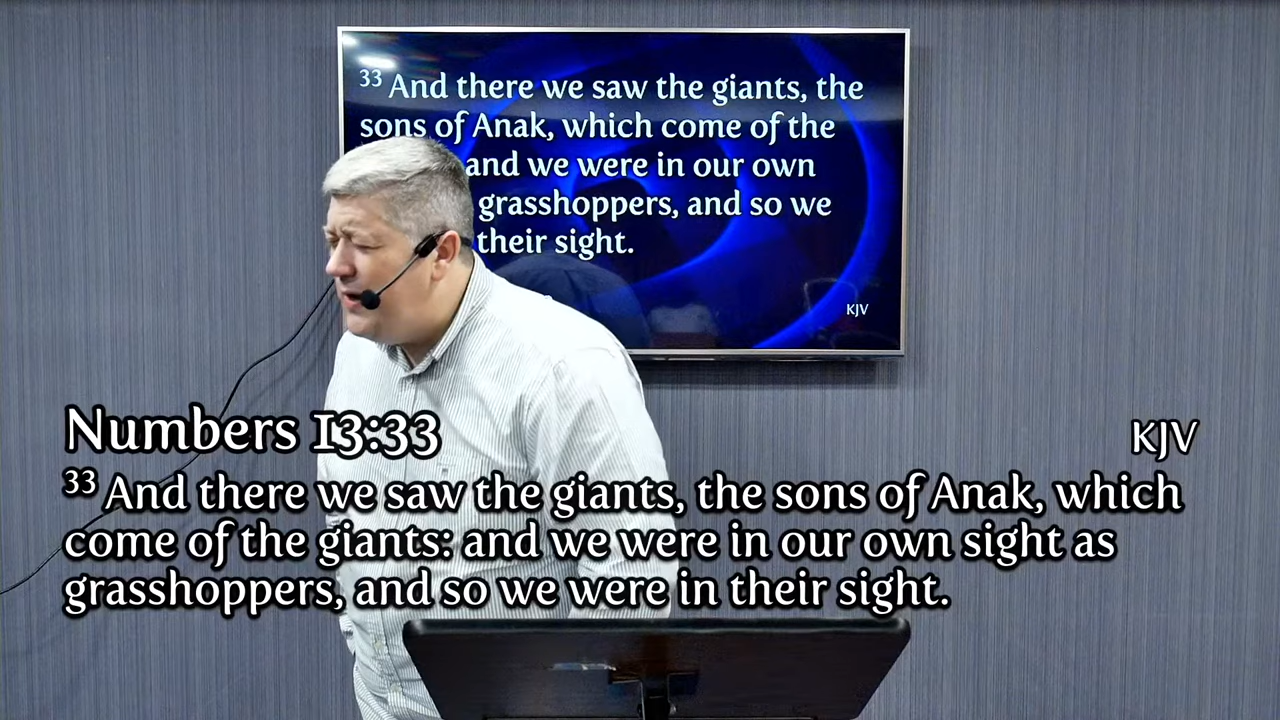 33 And there we saw the giants, the
sons of Anak, which come of the
and we were in our own
grasshoppers, and so we
their sight.
KJV
Numbers 13:33
KJV
33 And there we saw the giants, the sons of Anak, which
come of the giants: and we were in our own sight as
grasshoppers, and so we were in their sight.